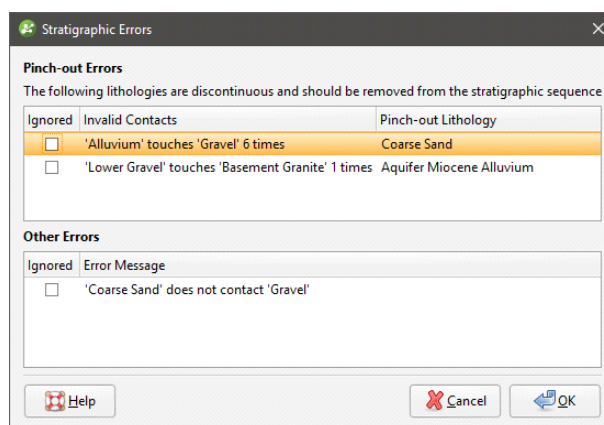 Stratigraphic Errors
Pinch-out Errors
The following lithologies are discontinuous and should be removed from the stratigraphic sequence
Ignored Invalid Contacts Pinch-out Lithology
'Alluvium' touches 'Gravel' 6 times Coarse Sand
'Lower Gravel' touches 'Basement Granite' 1 times Aquifer Miocene Alluvium
Other Errors
Ignored Error Message
'Coarse Sand' does not contact 'Gravel'
Help Cancel OK